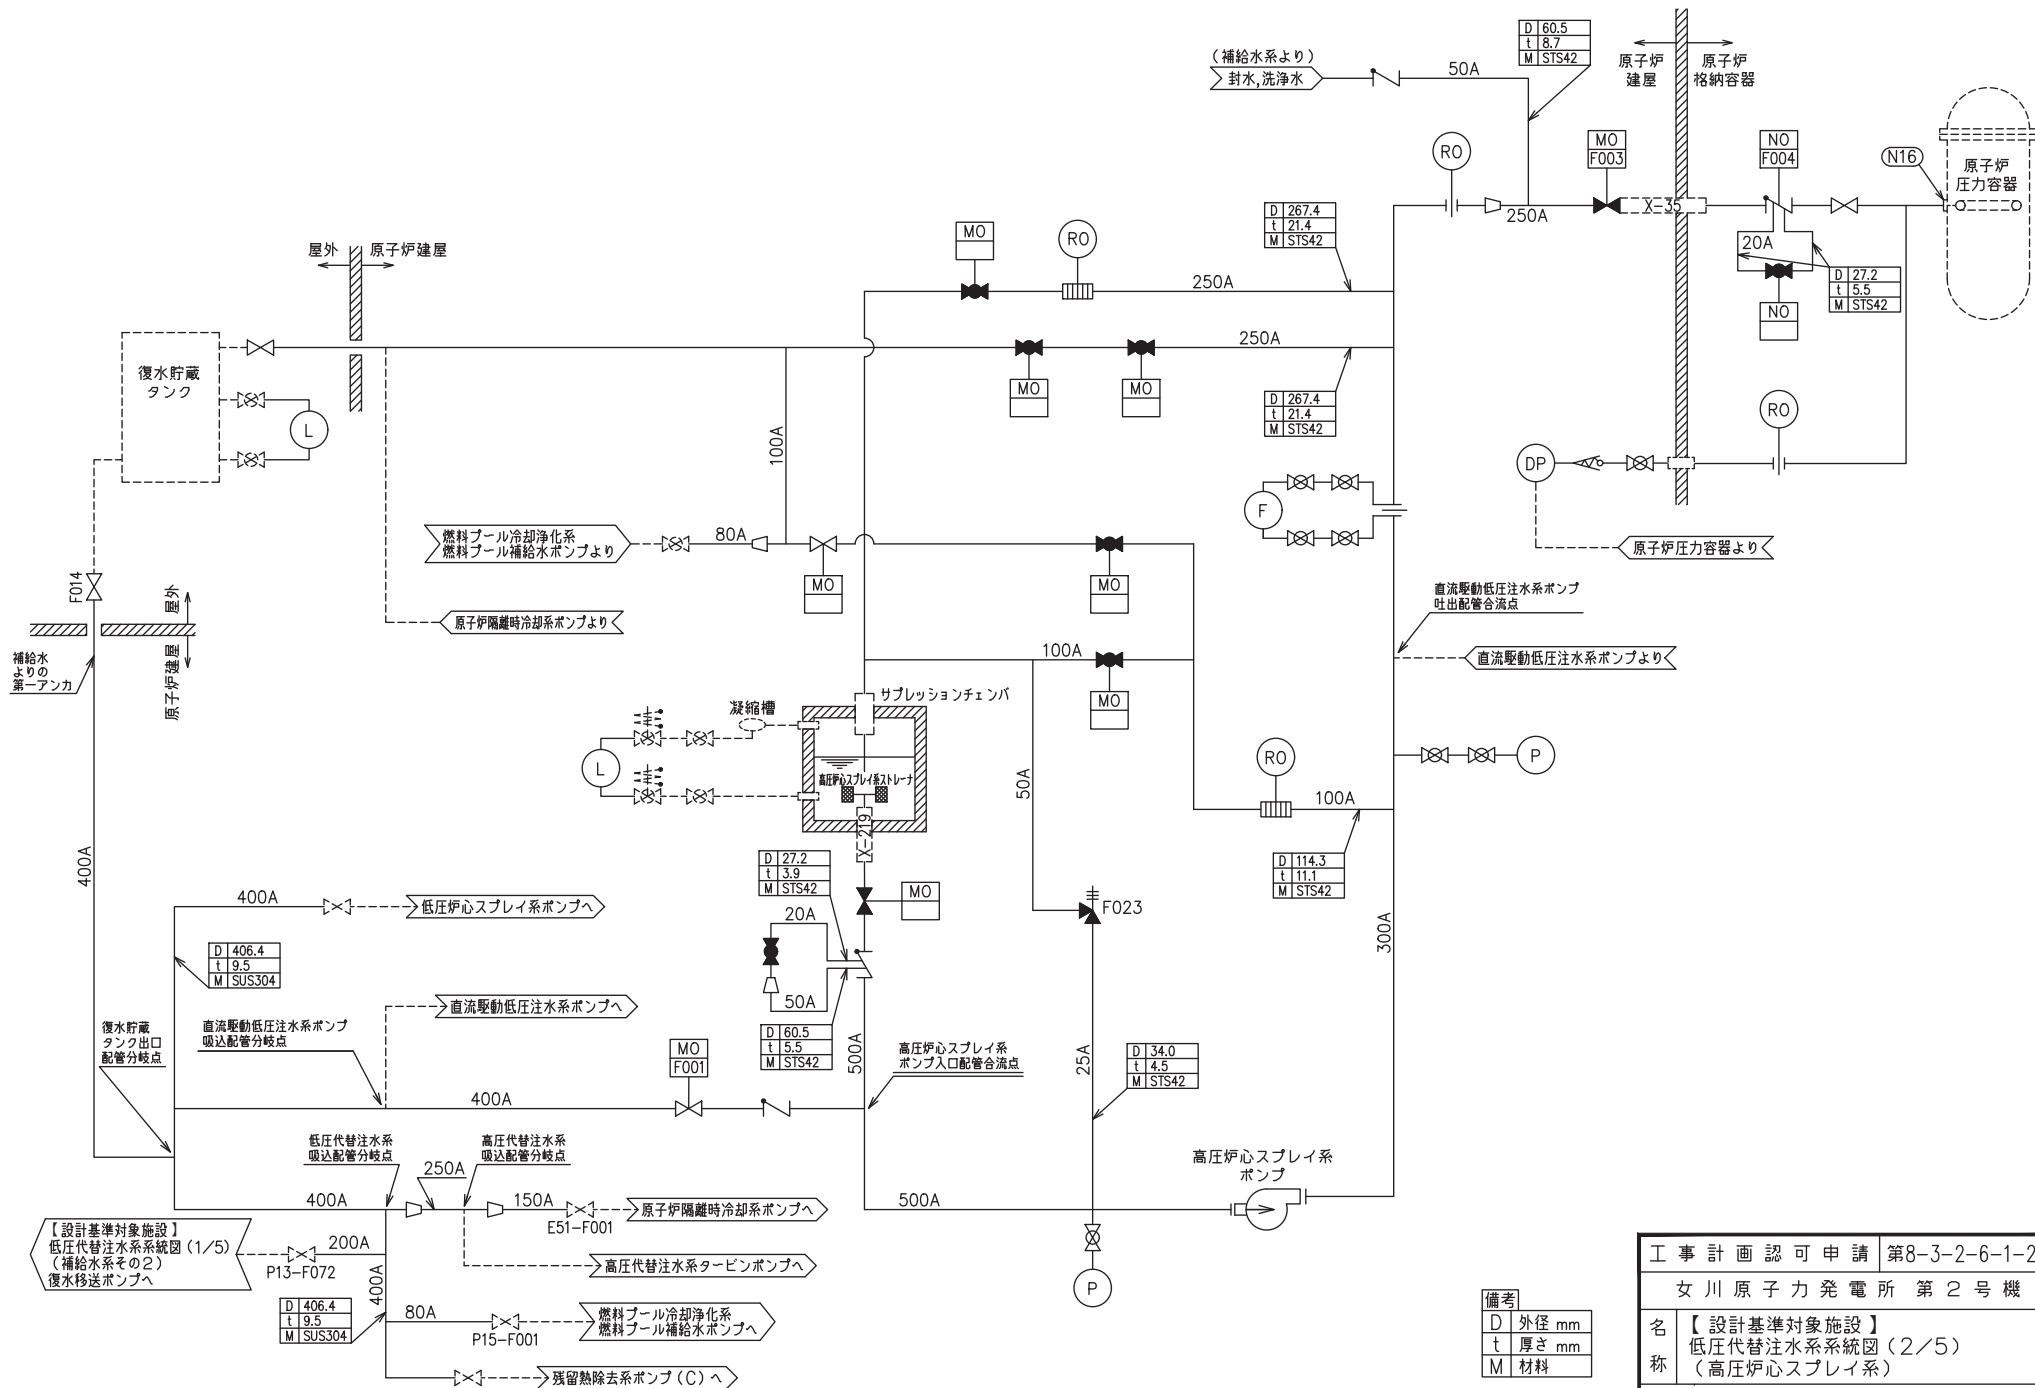 (補給水系より)
封水,洗浄水
50A
D 60.5
t 8.7
M STS42
原子炉
建屋
原子炉
格納容器
RO
MO
F003
NO
F004
N16
原子炉
圧力容器
250A
X-35
20A
D 27.2
t 5.5
M STS42
NO
屋外
原子炉建屋
MO
RO
D 267.4
t 21.4
M STS42
250A
250A
復水貯蔵
タンク
L
MO
MO
D 267.4
t 21.4
M STS42
100A
RO
DP
F
原子炉圧力容器より
燃料プール冷却浄化系
燃料プール補給水ポンプより
80A
MO
MO
原子炉隔離時冷却系ポンプより
F014
屋外
原子炉建屋
補給水
よりの
第一アンカ
直流駆動低圧注水系ポンプ
吐出配管合流点
直流駆動低圧注水系ポンプより
100A
MO
サプレッションチェンバ
凝縮槽
L
高圧炉心スプレイ系ストレーナ
X-219
50A
RO
100A
P
D 114.3
t 11.1
M STS42
300A
400A
400A
低圧炉心スプレイ系ポンプへ
D 406.4
t 9.5
M SUS304
D 27.2
t 3.9
M STS42
MO
20A
50A
D 60.5
t 5.5
M STS42
500A
F023
25A
D 34.0
t 4.5
M STS42
直流駆動低圧注水系ポンプへ
復水貯蔵
タンク出口
配管分岐点
直流駆動低圧注水系ポンプ
吸込配管分岐点
MO
F001
高圧炉心スプレイ系
ポンプ入口配管合流点
400A
低圧代替注水系
吸込配管分岐点
高圧代替注水系
吸込配管分岐点
250A
400A
150A
E51-F001
原子炉隔離時冷却系ポンプへ
500A
高圧炉心スプレイ系
ポンプ
P
【設計基準対象施設】
低圧代替注水系系統図(1/5)
(補給水系その2)
復水移送ポンプへ
200A
P13-F072
高圧代替注水系タービンポンプへ
400A
D 406.4
t 9.5
M SUS304
80A
P15-F001
燃料プール冷却浄化系
燃料プール補給水ポンプへ
残留熱除去系ポンプ(C)へ
備考
D 外径 mm
t 厚さ mm
M 材料
工事計画認可申請 第8-3-2-6-1-2
女川原子力発電所 第2号機
名称
【設計基準対象施設】
低圧代替注水系系統図(2/5)
(高圧炉心スプレイ系)